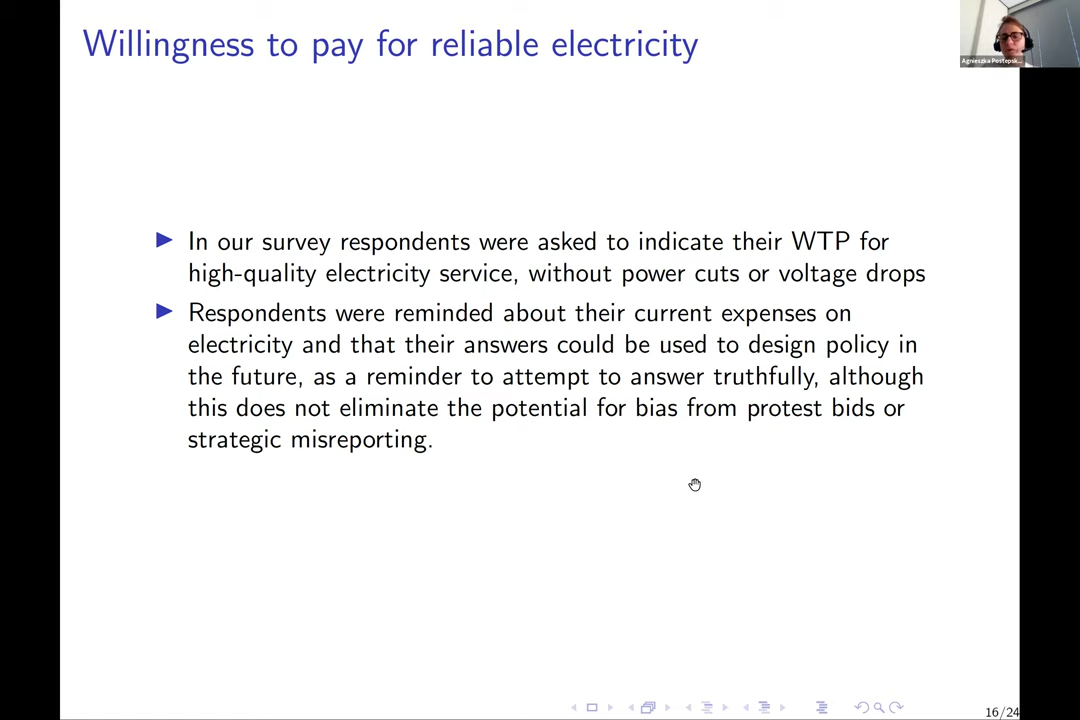 Willingness to pay for reliable electricity
Agnieszka Postepsk...
▶ In our survey respondents were asked to indicate their WTP for
high-quality electricity service, without power cuts or voltage drops
▶ Respondents were reminded about their current expenses on
electricity and that their answers could be used to design policy in
the future, as a reminder to attempt to answer truthfully, although
this does not eliminate the potential for bias from protest bids or
strategic misreporting.
16/24